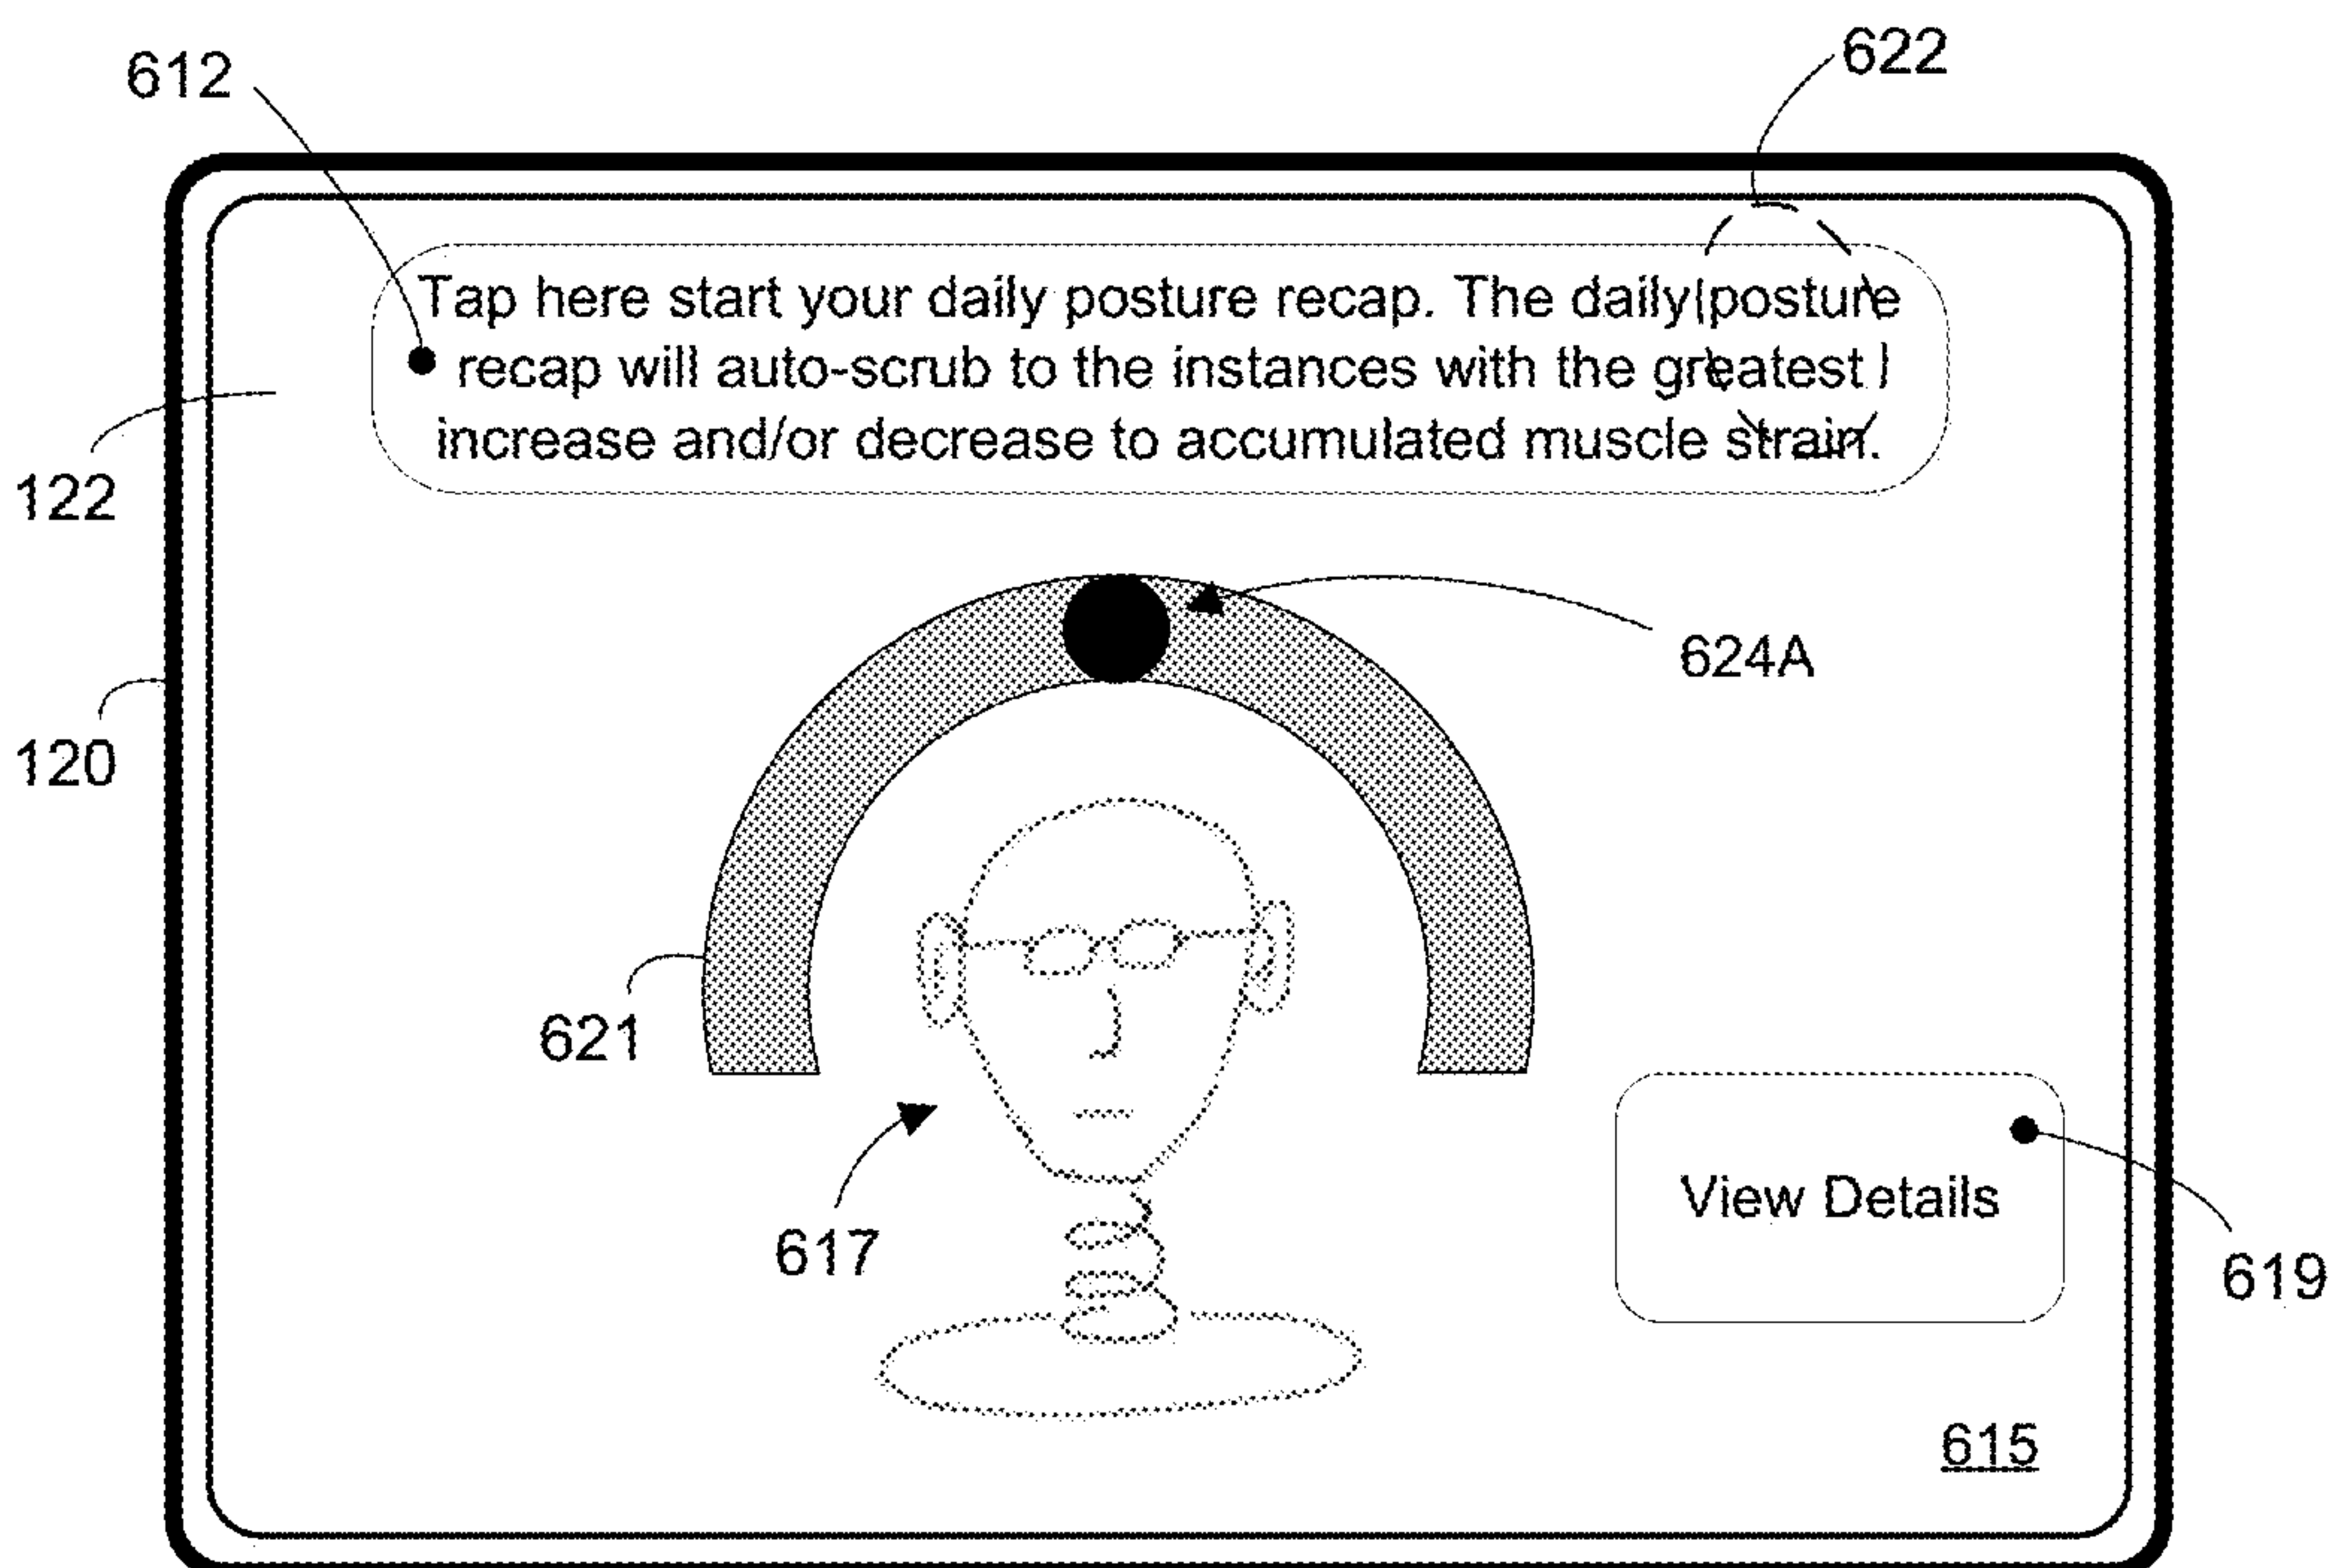 622
612
Tap here start your daily posture recap. The daily posture
recap will auto-scrub to the instances with the greatest
increase and/or decrease to accumulated muscle strain.
122
624A
120
621
View Details
617
619
615